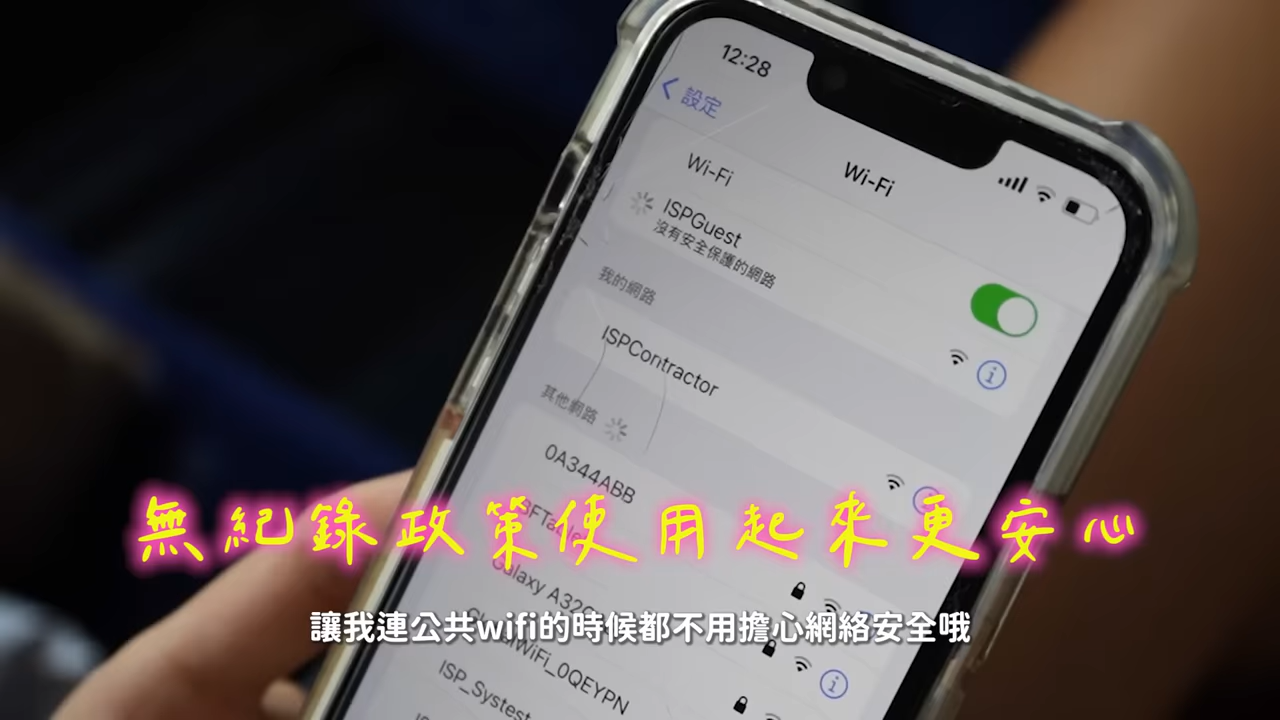 12:28
設定
Wi-Fi
Wi-Fi
ISPGuest
沒有安全保護的網路
我的網路
ISPContractor
其他網路
0A344ABB
無紀錄政策使用起來更安心
Galaxy A32
讓我連公共wifi的時候都不用擔心網絡安全哦
ISP_Systest